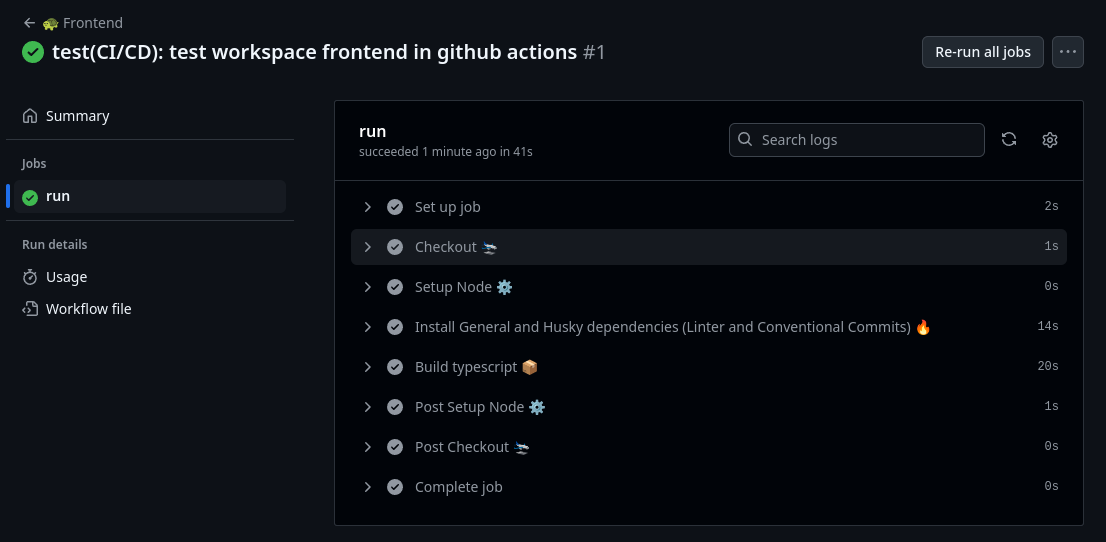 ← 🐢 Frontend
test(CI/CD): test workspace frontend in github actions #1
Re-run all jobs
...
Summary
Jobs
run
Run details
Usage
Workflow file
run
succeeded 1 minute ago in 41s
Search logs
Set up job 2s
Checkout 🛬 1s
Setup Node ⚙️ 0s
Install General and Husky dependencies (Linter and Conventional Commits) 🔥 14s
Build typescript 📦 20s
Post Setup Node ⚙️ 1s
Post Checkout 🛬 0s
Complete job 0s